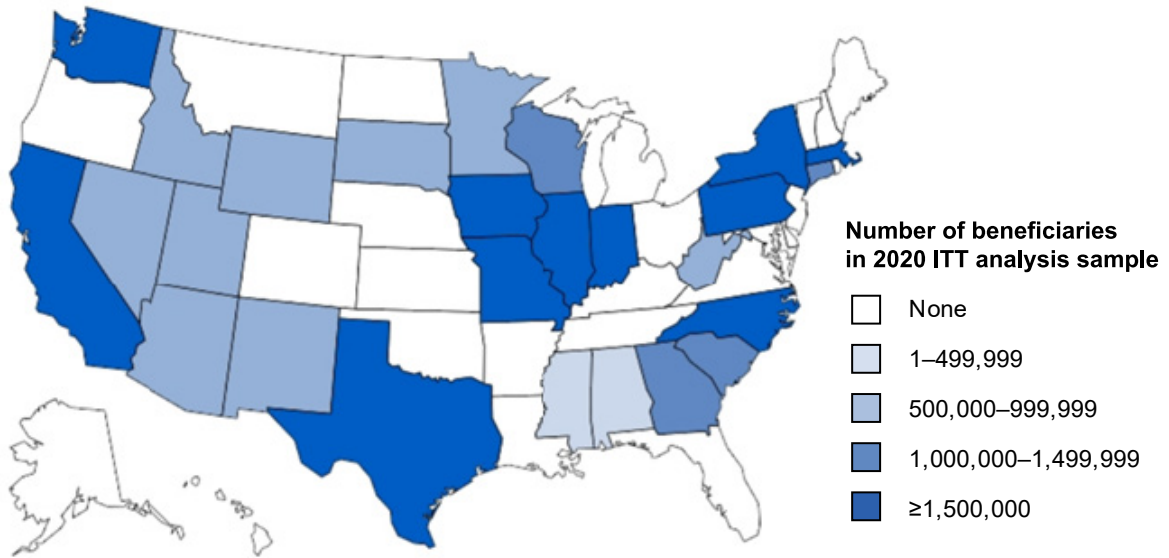 Number of beneficiaries
in 2020 ITT analysis sample
None
1–499,999
500,000–999,999
1,000,000–1,499,999
≥1,500,000